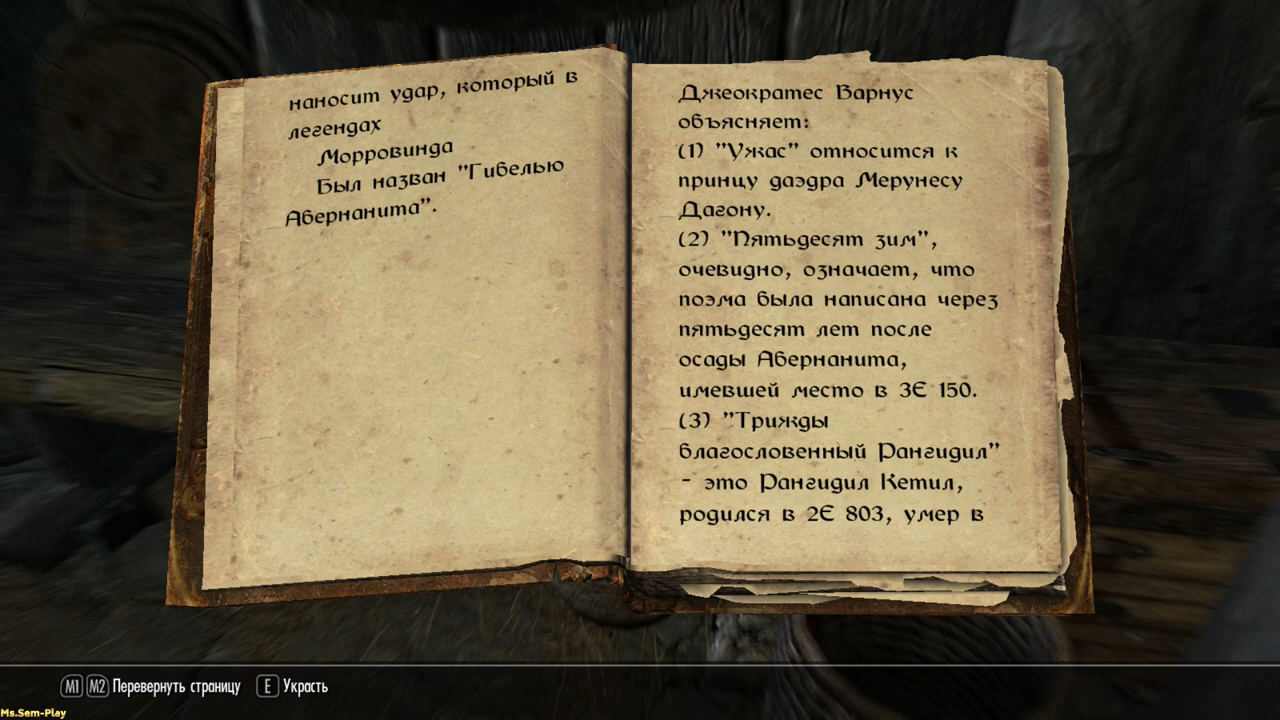 наносит удар, который в
легендах
Морровинда
Был назван "Гибелью
Абернанита".
Джеократес Варнус
объясняет:
(1) "Ужас" относится к
принцу даэдра Мерунесу
Дагону.
(2) "Пятьдесят зим",
очевидно, означает, что
поэма была написана через
пятьдесят лет после
осады Абернанита,
имевшей место в 3Є 150.
(3) "Трижды
благословенный Рангидил"
- это Рангидил Кетил,
родился в 2Є 803, умер в
M1 M2 Перевернуть страницу E Украсть
Ms.Sem-Play